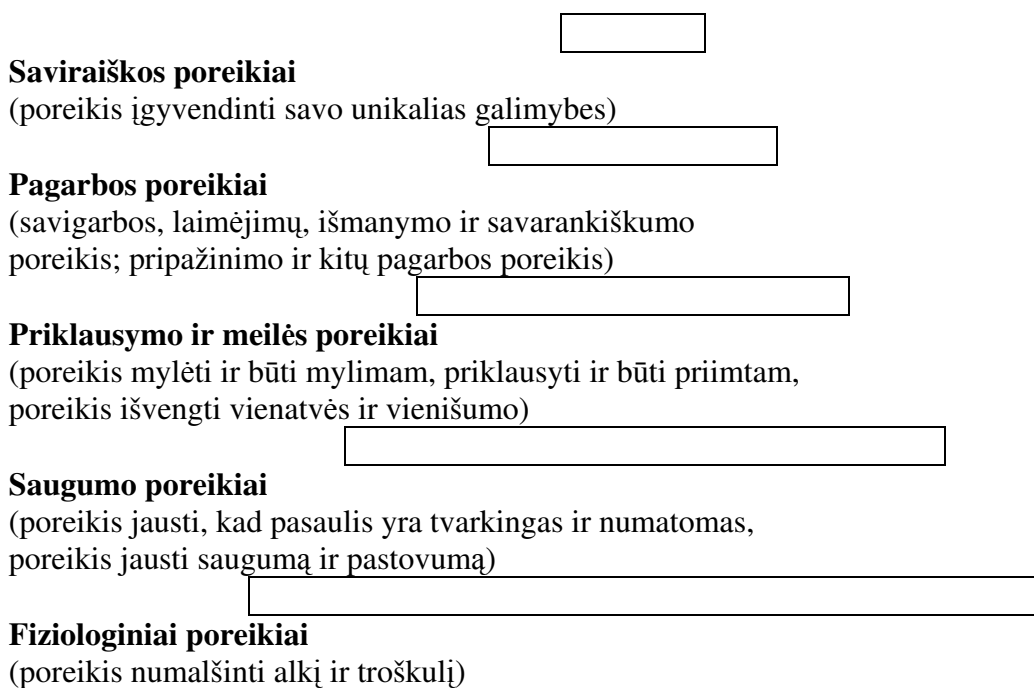 Saviraiškos poreikiai
(poreikis įgyvendinti savo unikalias galimybes)
Pagarbos poreikiai
(savigarbos, laimėjimų, išmanymo ir savarankiškumo
poreikis; pripažinimo ir kitų pagarbos poreikis)
Priklausymo ir meilės poreikiai
(poreikis mylėti ir būti mylimam, priklausyti ir būti priimtam,
poreikis išvengti vienatvės ir vienišumo)
Saugumo poreikiai
(poreikis jausti, kad pasaulis yra tvarkingas ir numatomas,
poreikis jausti saugumą ir pastovumą)
Fiziologiniai poreikiai
(poreikis numalšinti alkį ir troškulį)